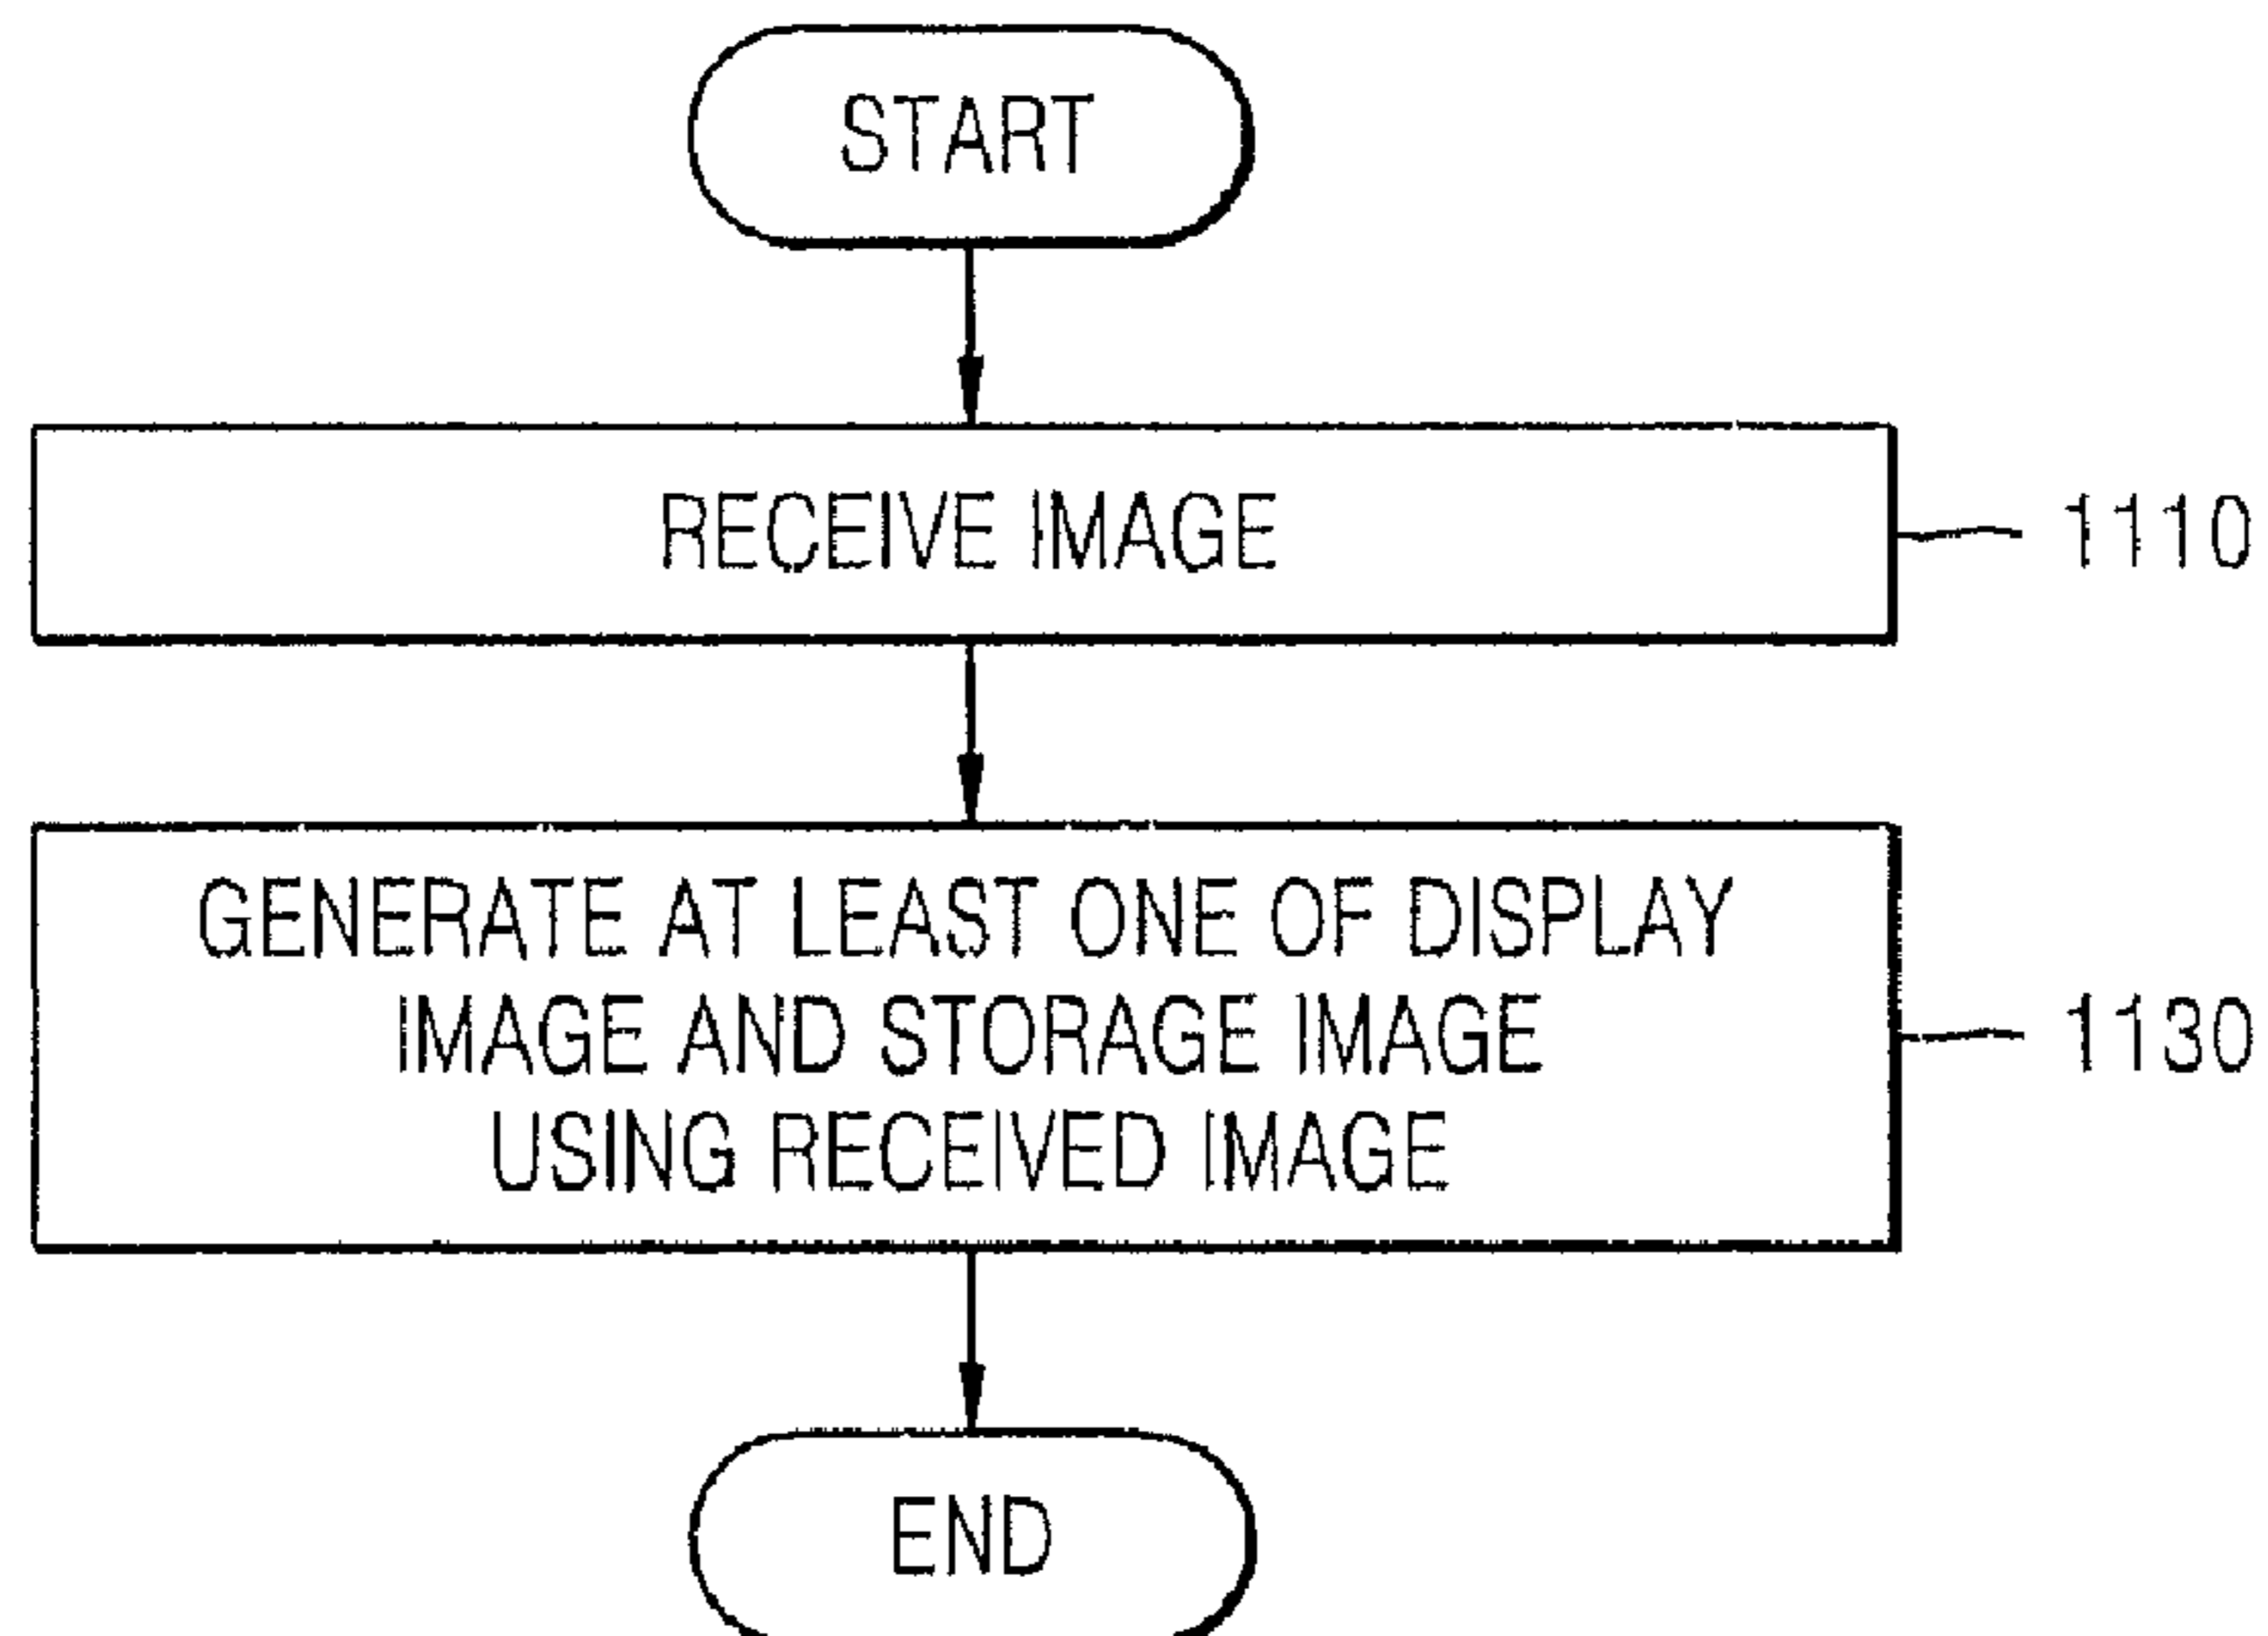 START
RECEIVE IMAGE
1110
GENERATE AT LEAST ONE OF DISPLAY
IMAGE AND STORAGE IMAGE
1130
USING RECEIVED IMAGE
END